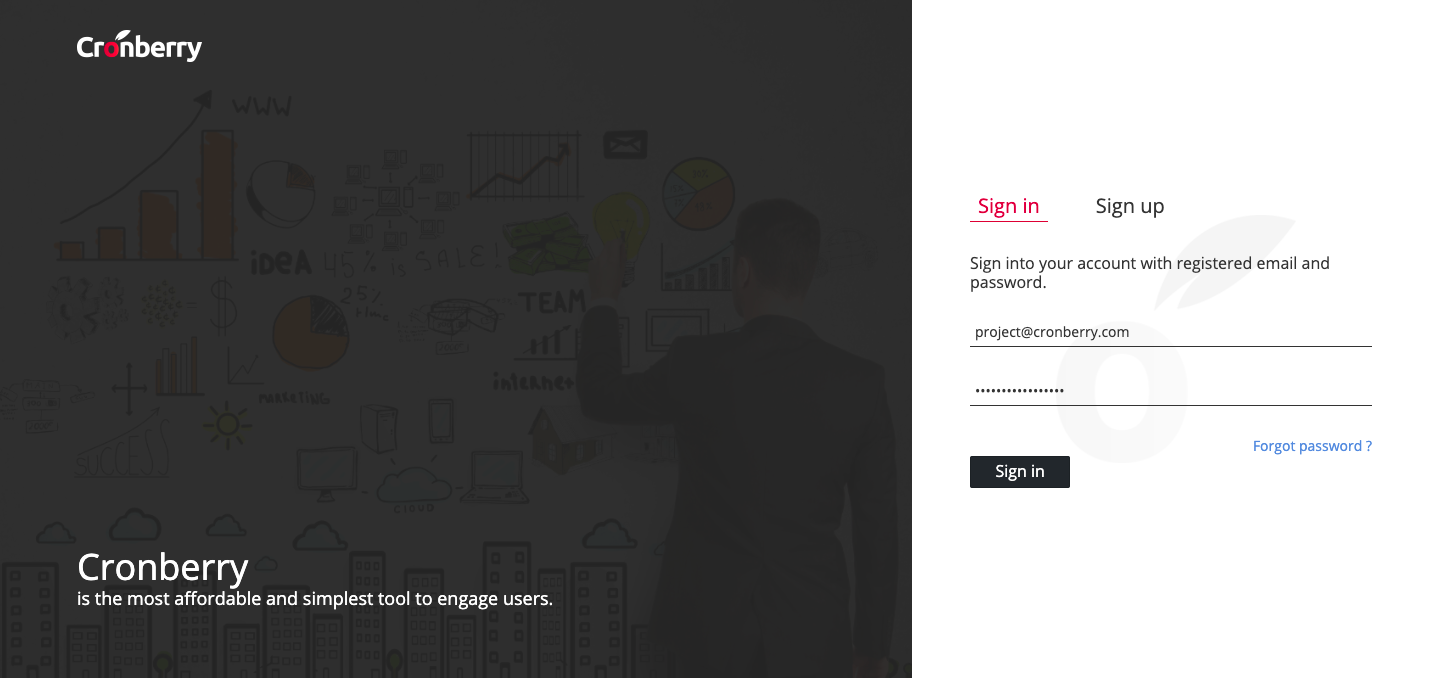 Cronberry
WWW
IDEA 45% is SALE!
25%
TEAM
internet
MARKETING
SUCCESS
CLOUD
Cronberry
is the most affordable and simplest tool to engage users.
Sign in
Sign up
Sign into your account with registered email and
password.
project@cronberry.com
•••••••••••••••••
Forgot password ?
Sign in